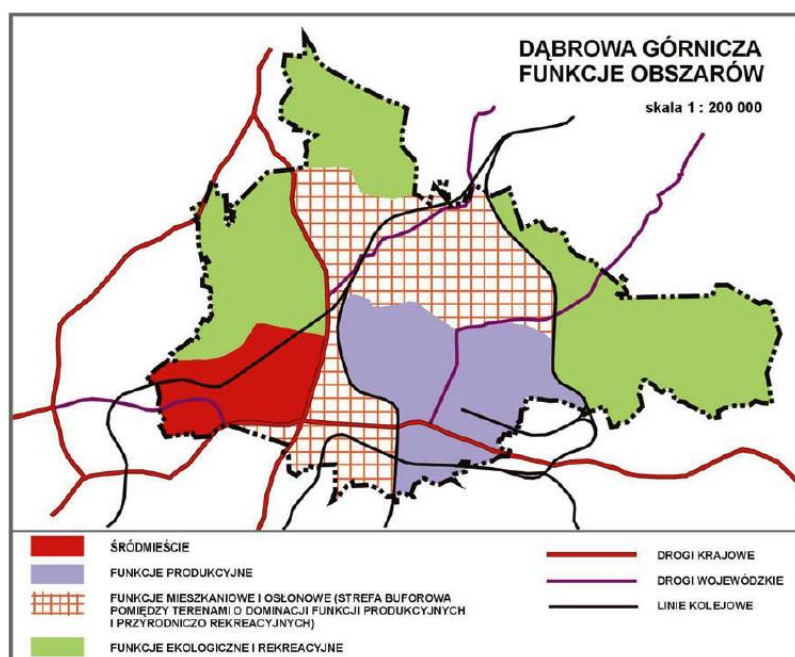 DĄBROWA GÓRNICZA
FUNKCJE OBSZARÓW
skala 1 : 200 000
ŚRÓDMIEŚCIE
FUNKCJE PRODUKCYJNE
FUNKCJE MIESZKANIOWE I OSŁONOWE (STREFA BUFOROWA
POMIĘDZY TERENAMI O DOMINACJI FUNKCJI PRODUKCYJNYCH
I PRZYRODNICZO REKREACYJNYCH)
FUNKCJE EKOLOGICZNE I REKREACYJNE
DROGI KRAJOWE
DROGI WOJEWÓDZKIE
LINIE KOLEJOWE